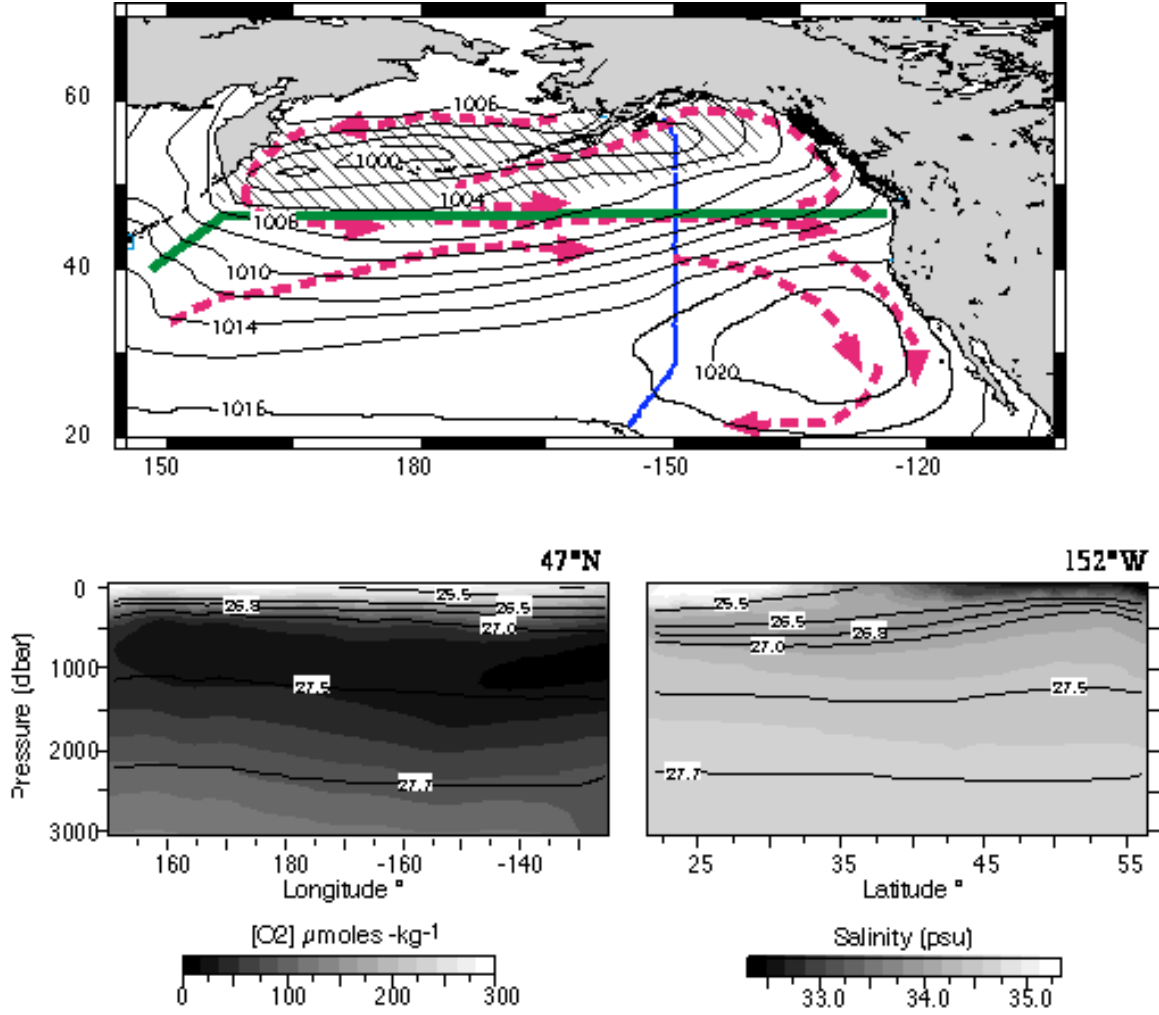 60
1006
1000
1004
1006
40
1010
1014
1020
1016
20
150 180 -150 -120
47°N 152°W
0
25.5 25.5
26.8 26.5 26.5 26.8
27.0 27.0
1000
27.5 27.5
Pressure (dbar)
2000
27.7 27.7
3000
160 180 -160 -140 25 35 45 55
Longitude ° Latitude °
[O2] µmoles -kg-1 Salinity (psu)
0 100 200 300 33.0 34.0 35.0